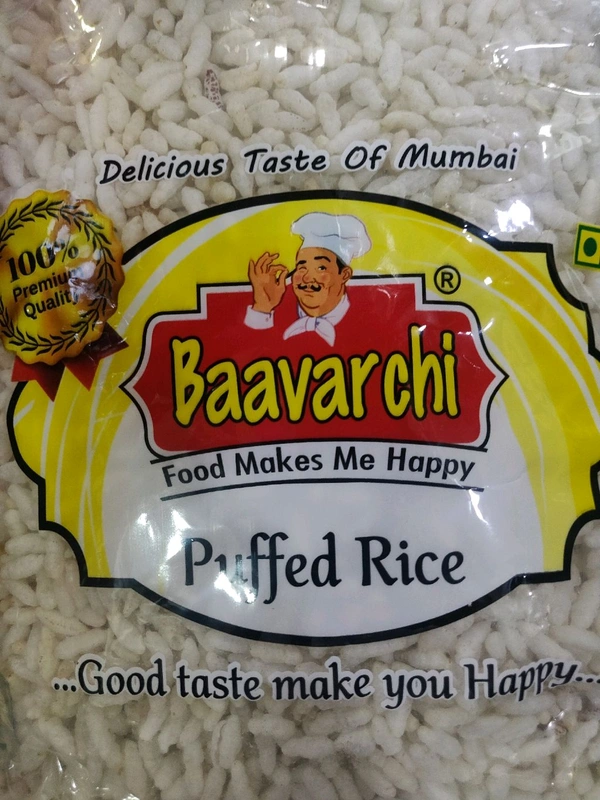 Delicious Taste Of Mumbai
100%
Premium
Quality
®
Baavarchi
Food Makes Me Happy
Puffed Rice
...Good taste make you Happy...